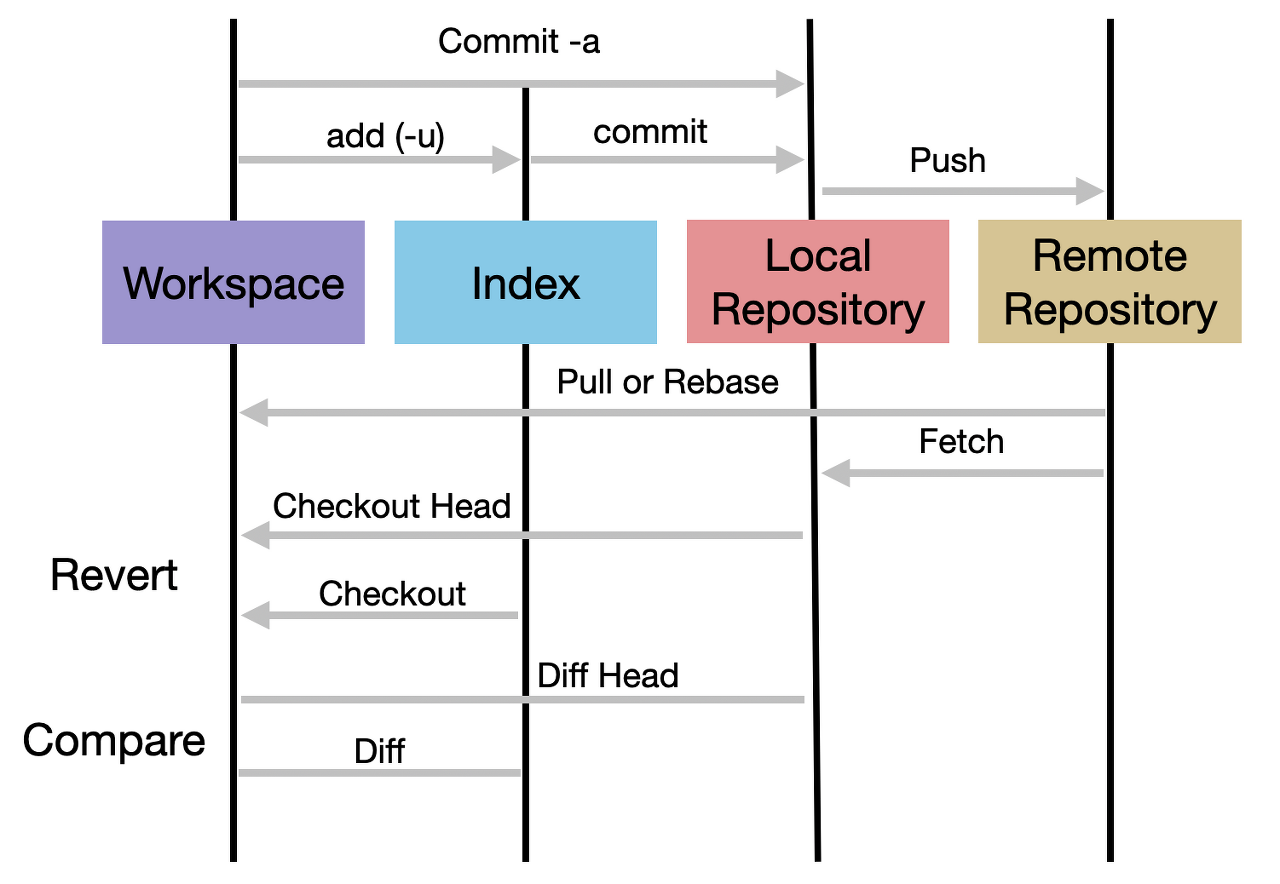 Commit -a
add (-u)
commit
Push
Workspace
Index
Local
Repository
Remote
Repository
Pull or Rebase
Fetch
Checkout Head
Revert
Checkout
Diff Head
Compare
Diff